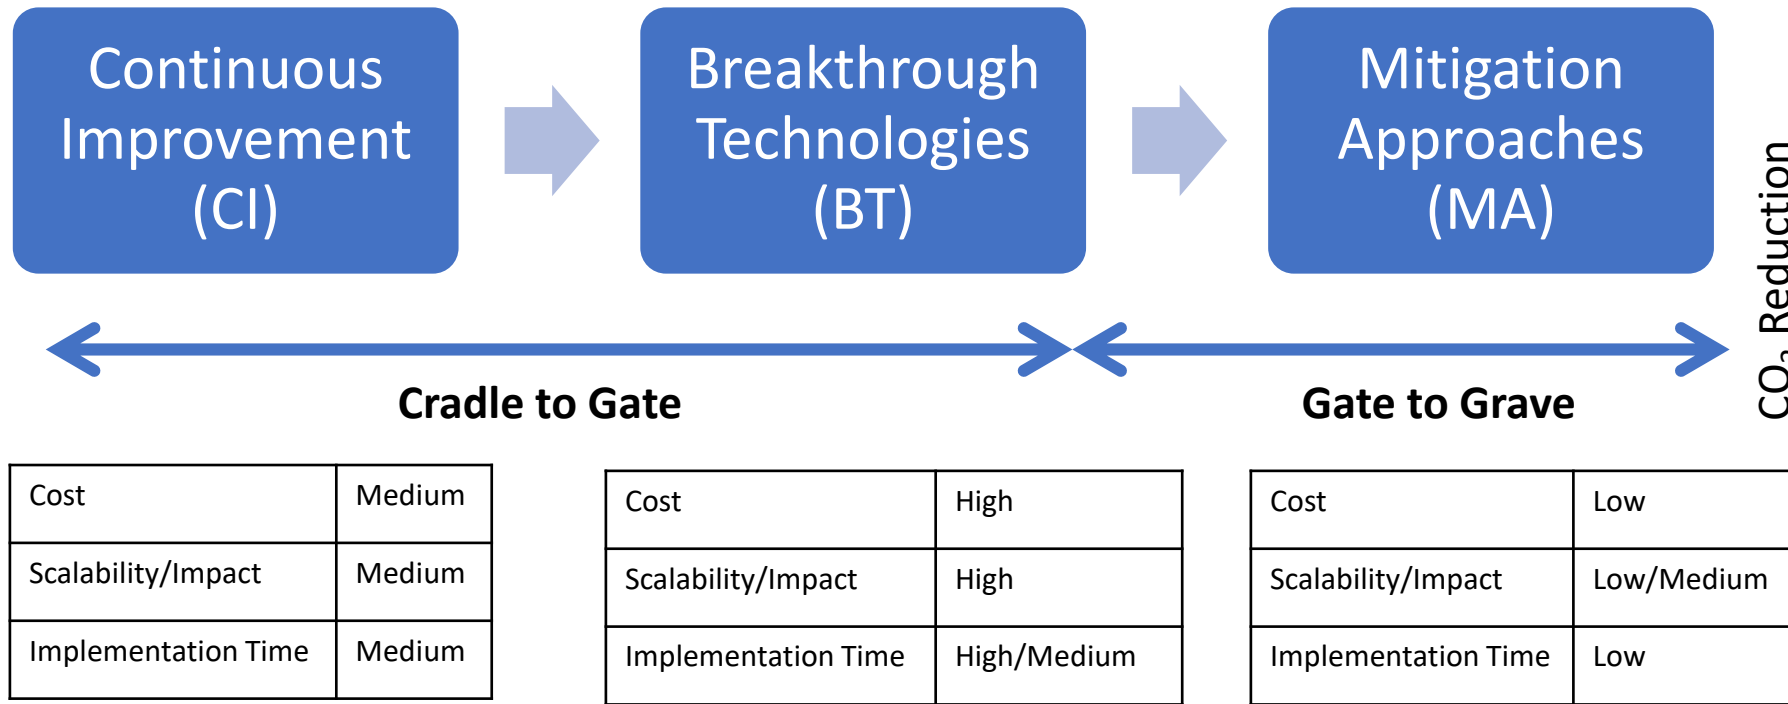 Continuous
Improvement
(CI)
Breakthrough
Technologies
(BT)
Mitigation
Approaches
(MA)
CO₂ Reduction
Cradle to Gate
Gate to Grave
Cost Medium
Scalability/Impact Medium
Implementation Time Medium
Cost High
Scalability/Impact High
Implementation Time High/Medium
Cost Low
Scalability/Impact Low/Medium
Implementation Time Low